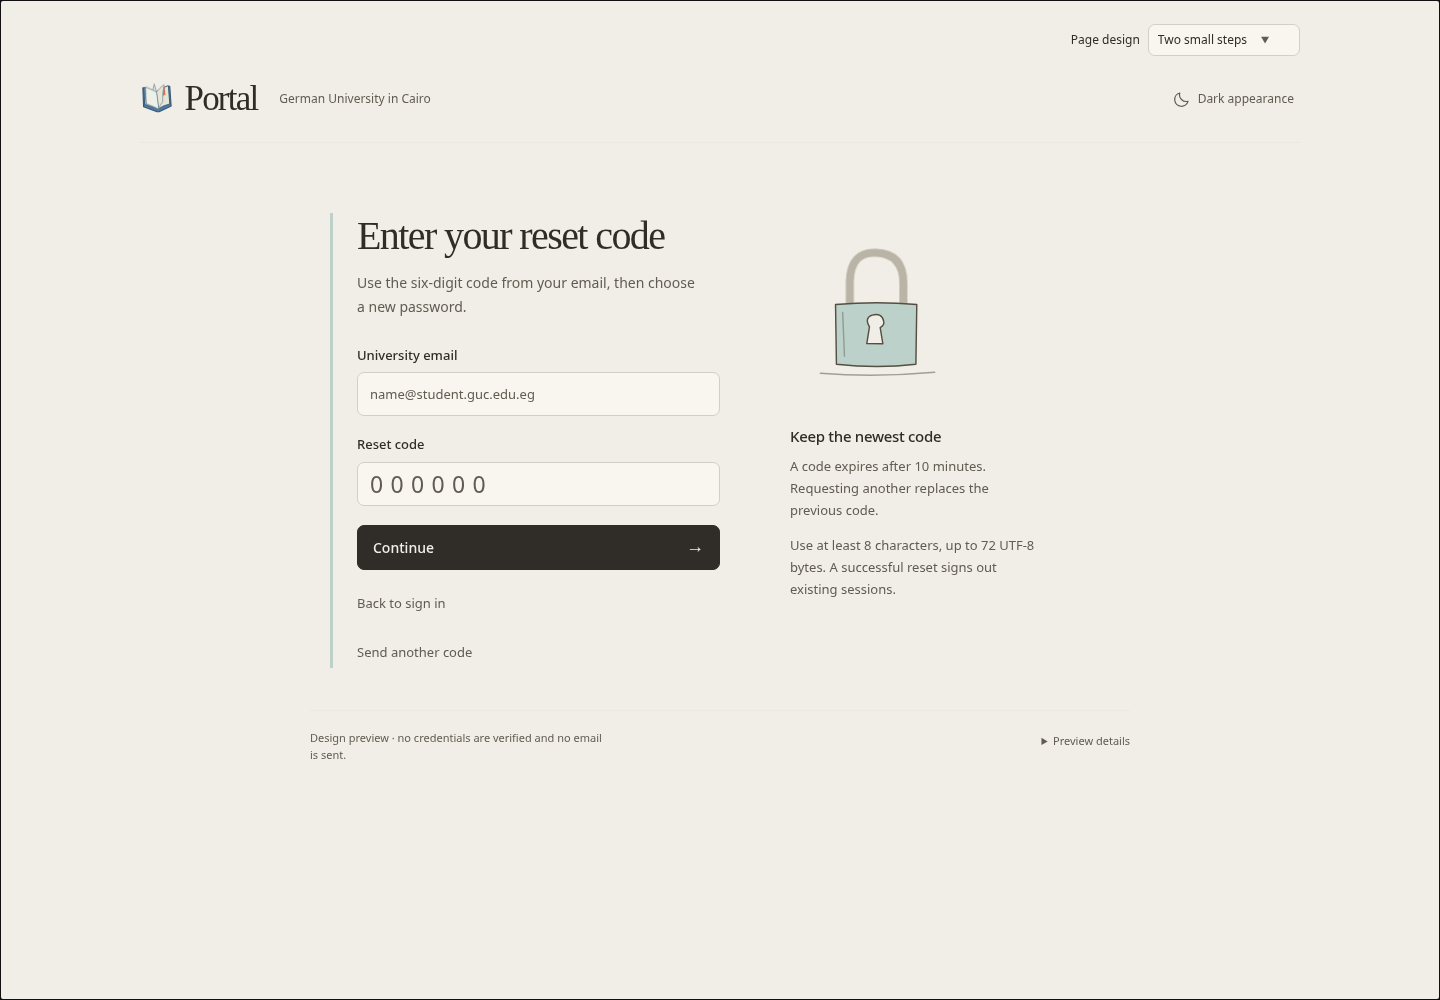 Page design
Two small steps
Portal
German University in Cairo
Dark appearance
Enter your reset code
Use the six-digit code from your email, then choose
a new password.
University email
name@student.guc.edu.eg
Reset code
000000
Continue →
Back to sign in
Send another code
Keep the newest code
A code expires after 10 minutes.
Requesting another replaces the
previous code.
Use at least 8 characters, up to 72 UTF-8
bytes. A successful reset signs out
existing sessions.
Design preview · no credentials are verified and no email
is sent.
Preview details